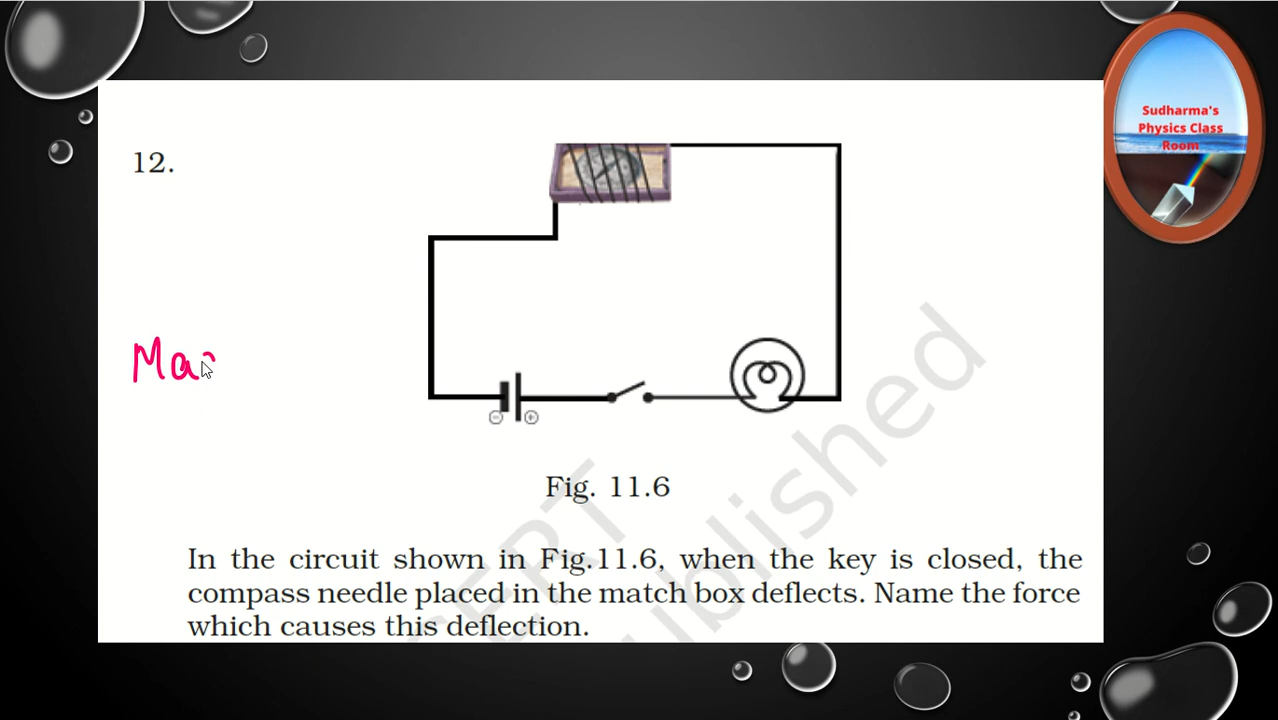 Sudharma's
Physics Class
Room
12.
Ma
⊖ ⊕
Fig. 11.6
In the circuit shown in Fig.11.6, when the key is closed, the
compass needle placed in the match box deflects. Name the force
which causes this deflection.